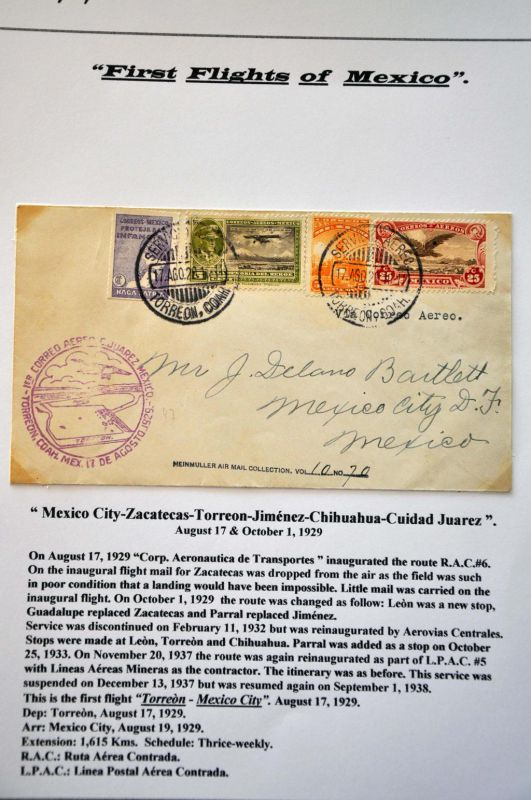 “First Flights of Mexico”.
CORREOS MEXICO
PROTEJA
INFAN
CORREO AEREO
SERVI AEREO
17.AGO.2
TORREON, COAH.
25 25
Via Correo Aereo.
1ER CORREO AEREO C. JUAREZ MEXICO.
TORREON, COAH. MEX. 17 DE AGOSTO, 1929
Mr J. Delano Bartlett
Mexico City D. F.
Mexico
HEINMULLER AIR MAIL COLLECTION. VOL 10 NO. 70
“ Mexico City-Zacatecas-Torreon-Jiménez-Chihuahua-Cuidad Juarez ”.
August 17 & October 1, 1929
On August 17, 1929 “Corp. Aeronautica de Transportes ” inaugurated the route R.A.C.#6.
On the inaugural flight mail for Zacatecas was dropped from the air as the field was such
in poor condition that a landing would have been impossible. Little mail was carried on the
inaugural flight. On October 1, 1929 the route was changed as follow: Leòn was a new stop,
Guadalupe replaced Zacatecas and Parral replaced Jiménez.
Service was discontinued on February 11, 1932 but was reinaugurated by Aerovias Centrales.
Stops were made at Leòn, Torreòn and Chihuahua. Parral was added as a stop on October
25, 1933. On November 20, 1937 the route was again reinaugurated as part of L.P.A.C. #5
with Lineas Aéreas Mineras as the contractor. The itinerary was as before. This service was
suspended on December 13, 1937 but was resumed again on September 1, 1938.
This is the first flight “Torreòn - Mexico City”. August 17, 1929.
Dep: Torreòn, August 17, 1929.
Arr: Mexico City, August 19, 1929.
Extension: 1,615 Kms. Schedule: Thrice-weekly.
R.A.C.: Ruta Aérea Contrada.
L.P.A.C.: Linea Postal Aérea Contrada.